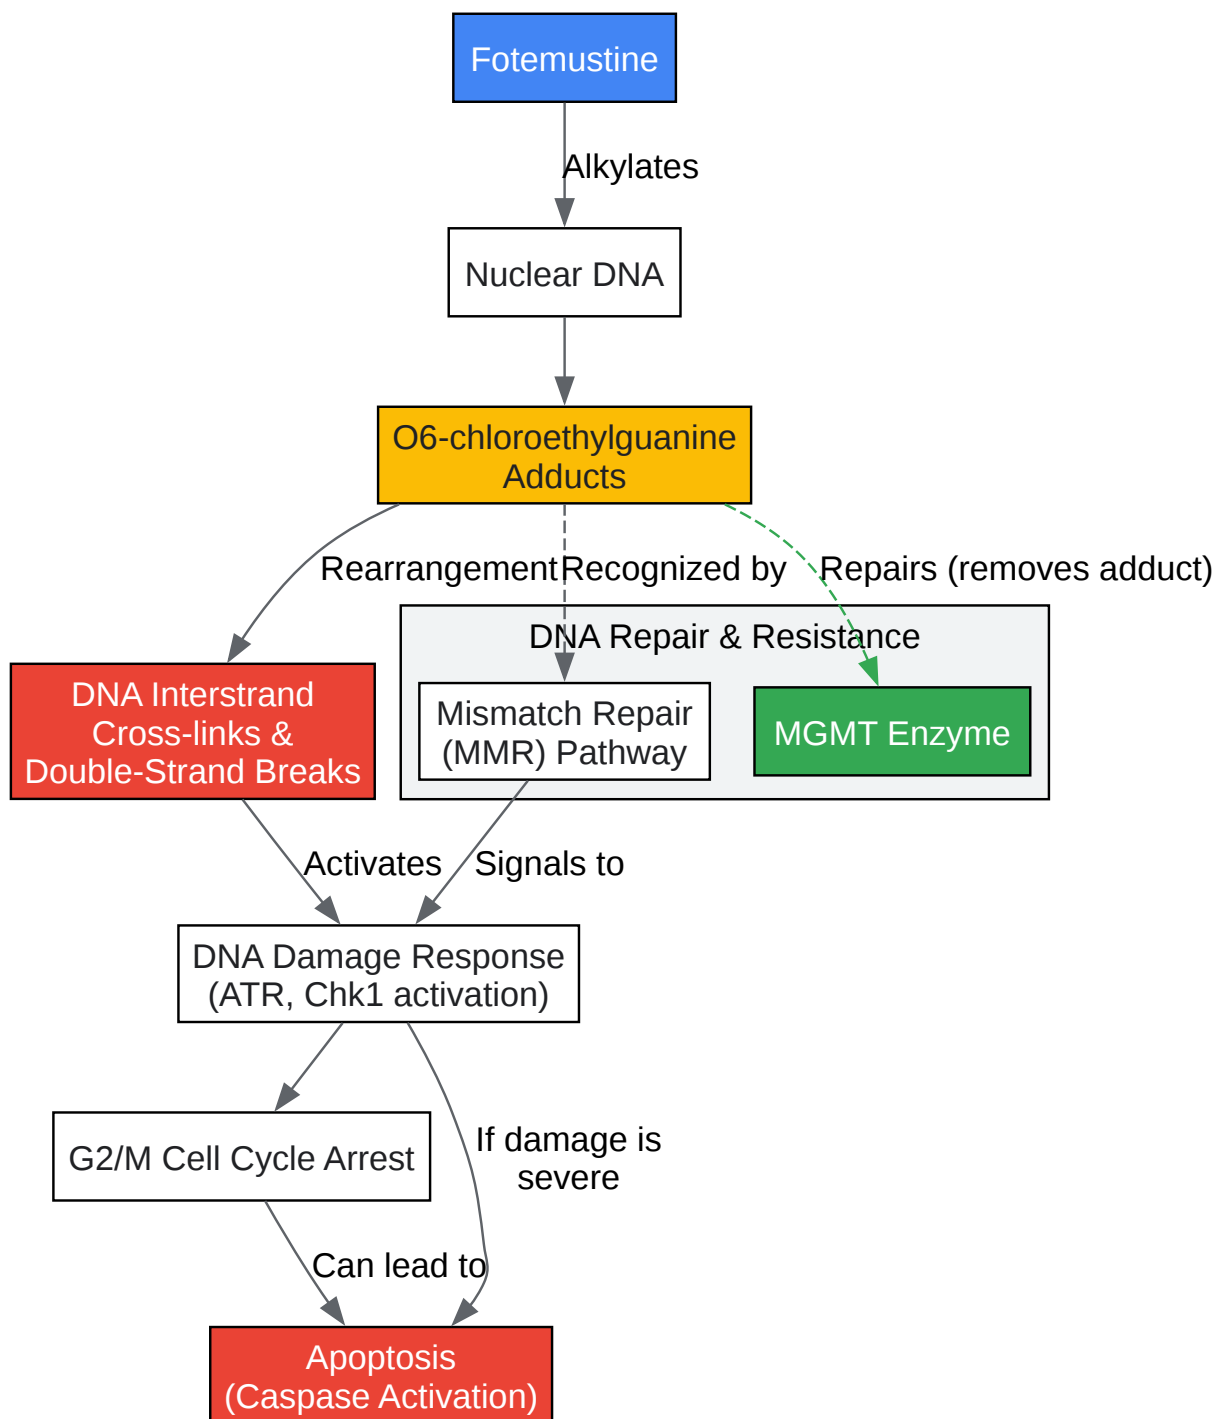 Fotemustine
Alkylates
Nuclear DNA
O6-chloroethylguanine
Adducts
Rearrangement
Recognized by
Repairs (removes adduct)
DNA Repair & Resistance
DNA Interstrand
Cross-links &
Double-Strand Breaks
Mismatch Repair
(MMR) Pathway
MGMT Enzyme
Activates
Signals to
DNA Damage Response
(ATR, Chk1 activation)
G2/M Cell Cycle Arrest
If damage is
severe
Can lead to
Apoptosis
(Caspase Activation)